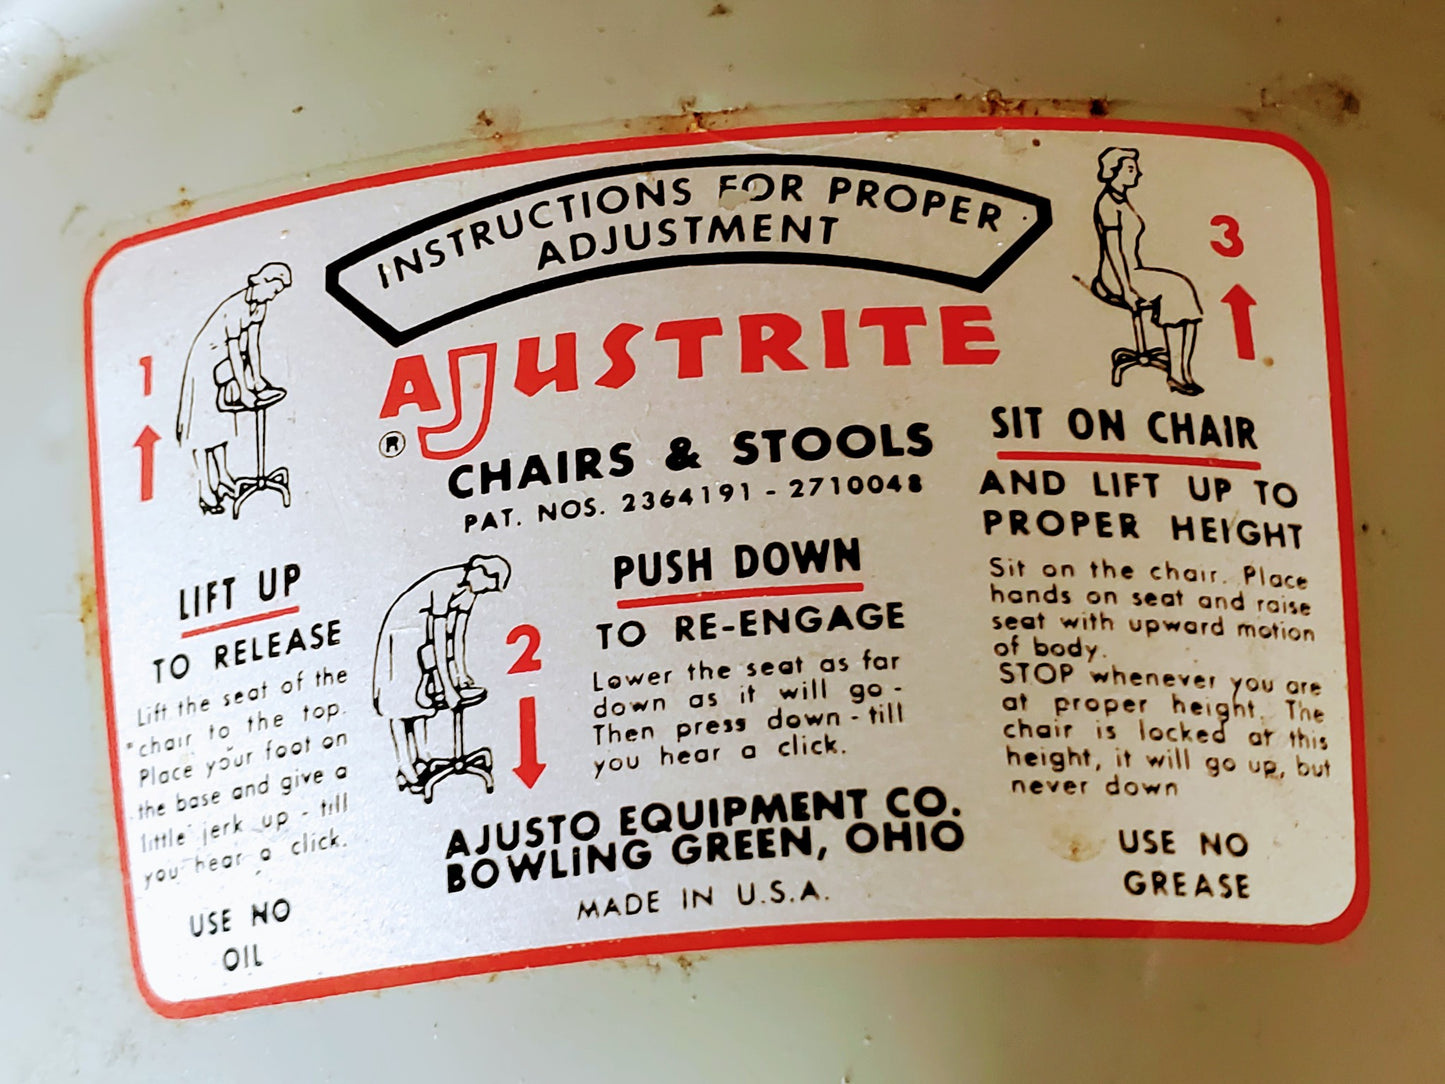 INSTRUCTIONS FOR PROPER
ADJUSTMENT
AJUSTRITE
®
CHAIRS & STOOLS
PAT. NOS. 2364191 - 2710048
1
LIFT UP
TO RELEASE
Lift the seat of the
chair to the top.
Place your foot on
the base and give a
little jerk up - till
you hear a click.
USE NO
OIL
2
PUSH DOWN
TO RE-ENGAGE
Lower the seat as far
down as it will go -
Then press down - till
you hear a click.
AJUSTO EQUIPMENT CO.
BOWLING GREEN, OHIO
MADE IN U.S.A.
3
SIT ON CHAIR
AND LIFT UP TO
PROPER HEIGHT
Sit on the chair. Place
hands on seat and raise
seat with upward motion
of body.
STOP whenever you are
at proper height. The
chair is locked at this
height, it will go up, but
never down
USE NO
GREASE